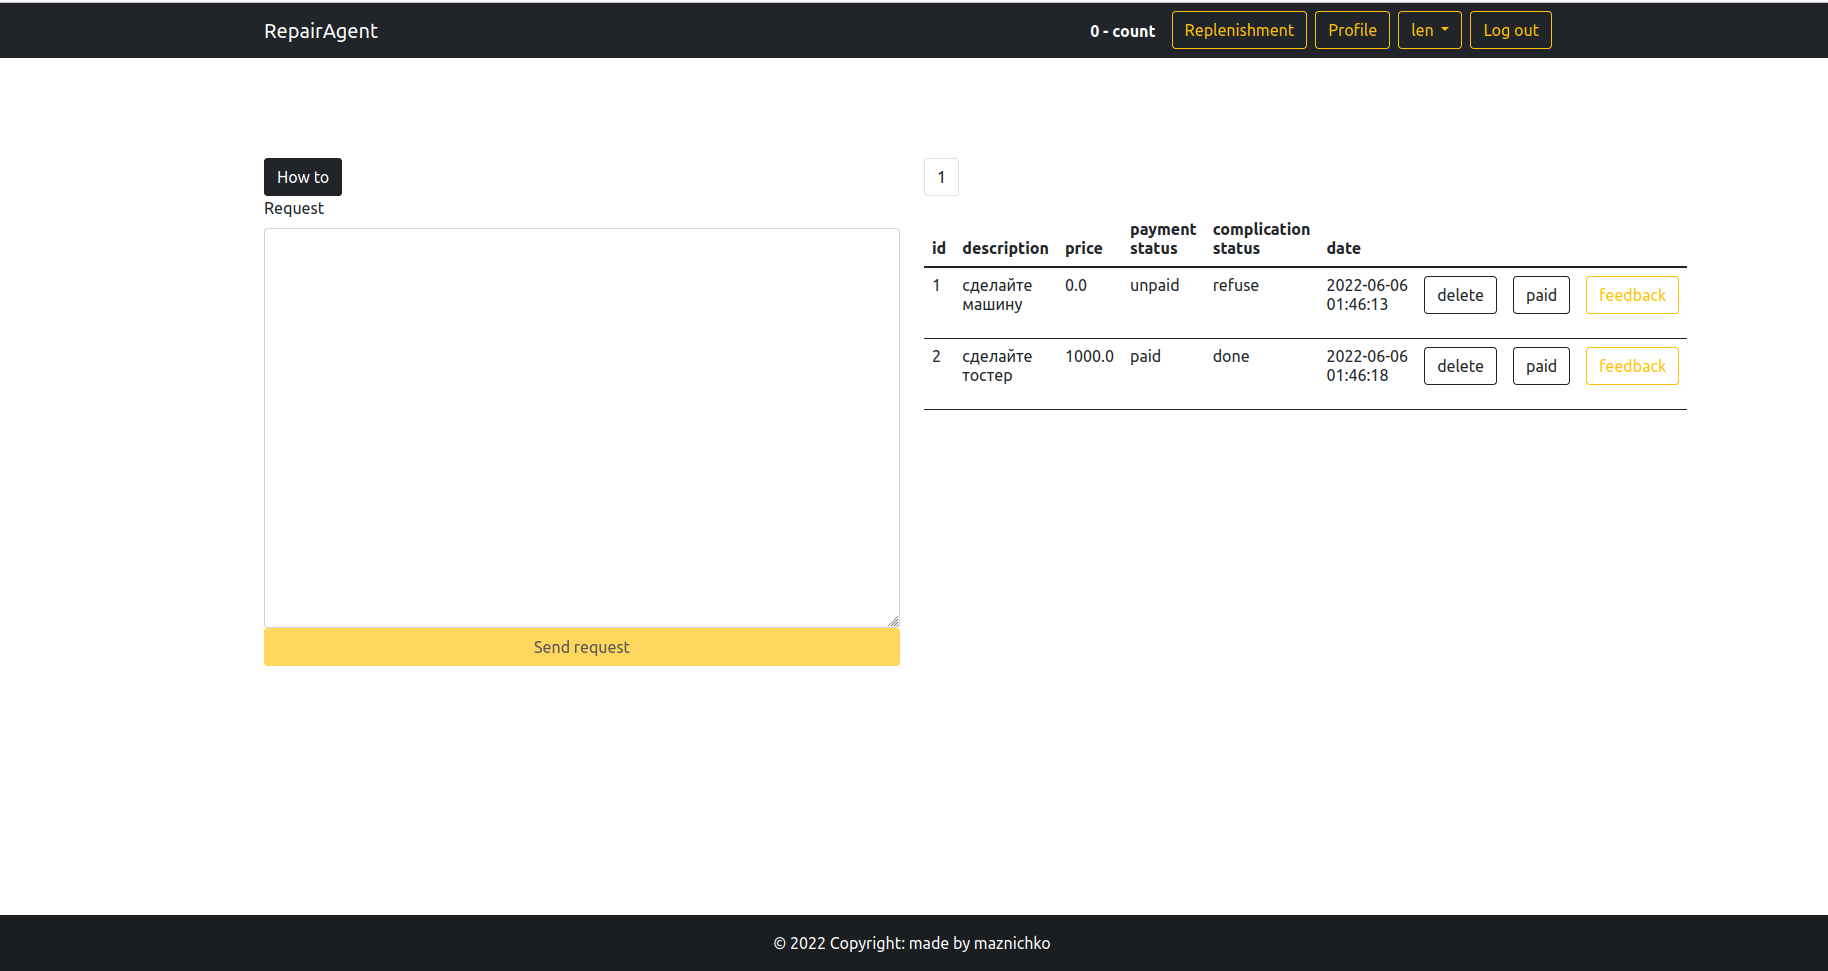 RepairAgent
0 - count Replenishment Profile len Log out
How to
Request
Send request
1
id description price payment status complication status date
1 сделайте машину 0.0 unpaid refuse 2022-06-06 01:46:13 delete paid feedback
2 сделайте тостер 1000.0 paid done 2022-06-06 01:46:18 delete paid feedback
© 2022 Copyright: made by maznichko